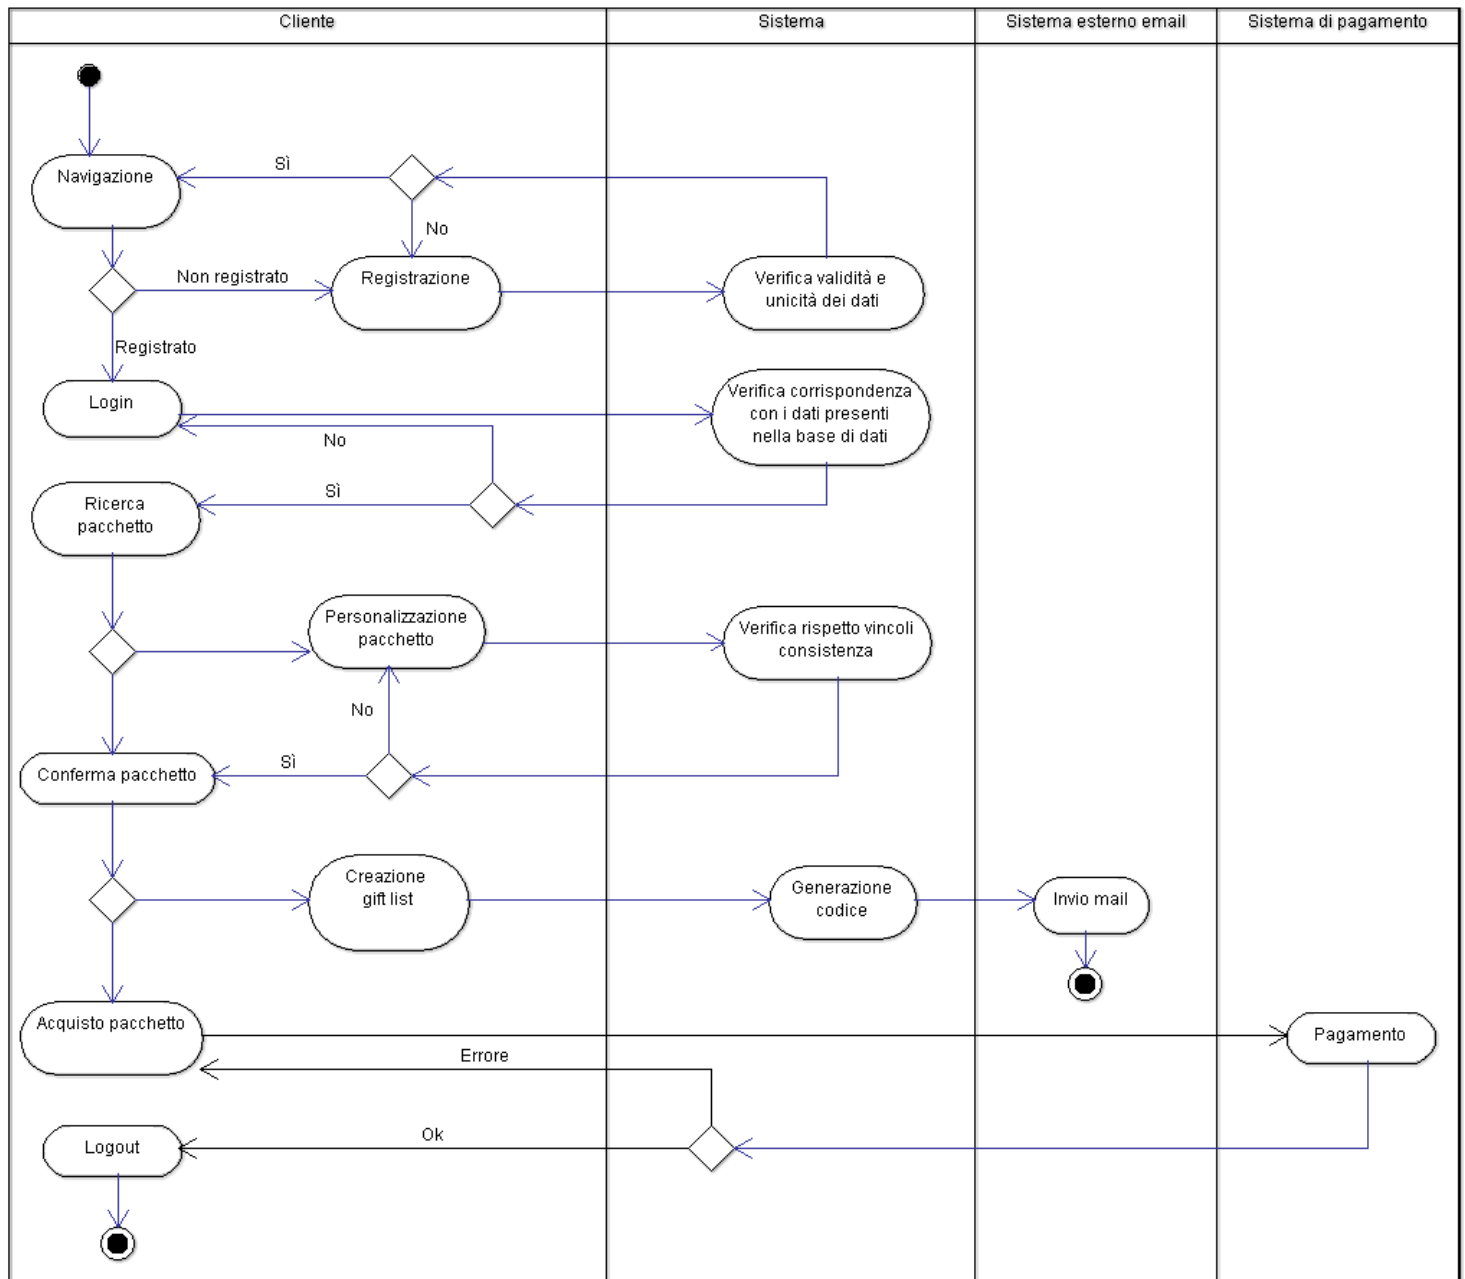 Cliente
Sistema
Sistema esterno email
Sistema di pagamento
Navigazione
Sì
No
Non registrato
Registrazione
Verifica validità e
unicità dei dati
Registrato
Login
Verifica corrispondenza
con i dati presenti
nella base di dati
No
Sì
Ricerca
pacchetto
Personalizzazione
pacchetto
Verifica rispetto vincoli
consistenza
No
Conferma pacchetto
Sì
Creazione
gift list
Generazione
codice
Invio mail
Acquisto pacchetto
Pagamento
Errore
Ok
Logout